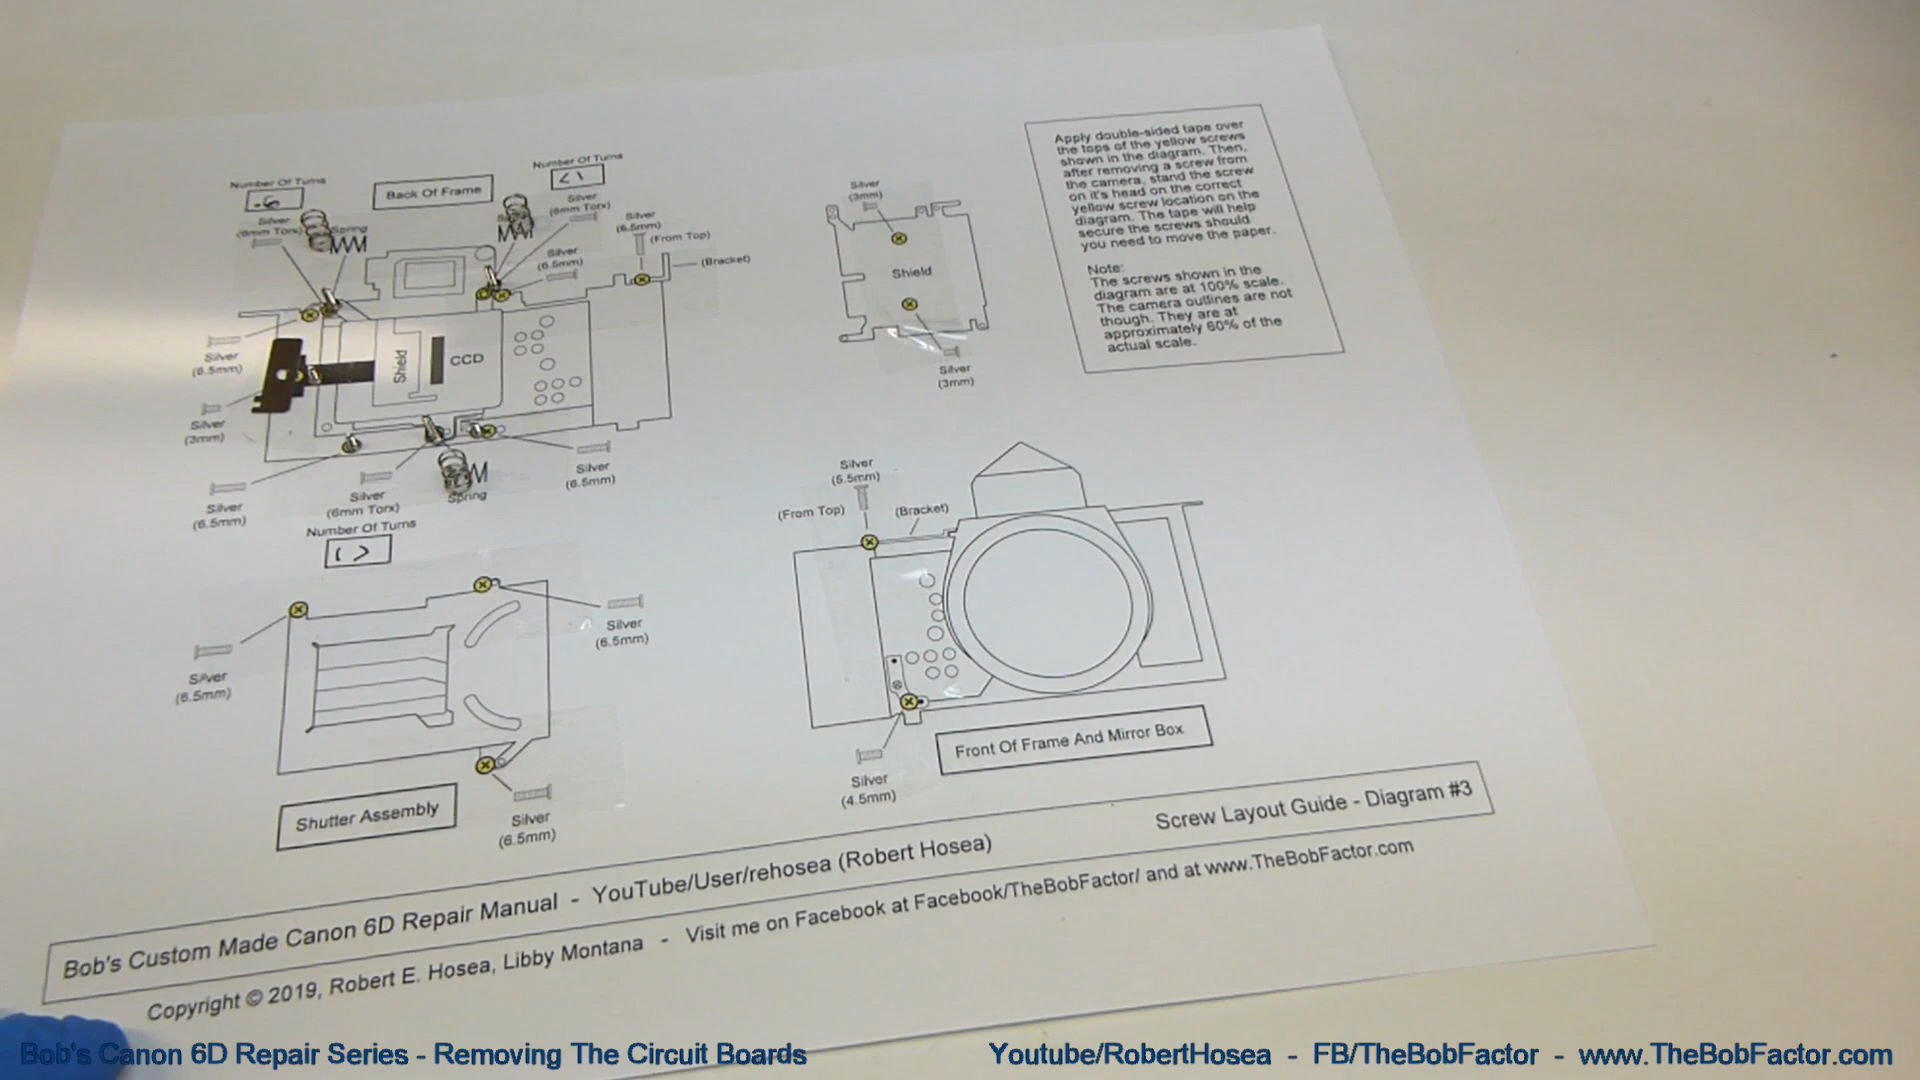 Number Of Turns
.6
Silver
(6mm Torx)
Spring
Back Of Frame
Number Of Turns
<1
Silver
(6mm Torx)
Silver
(6.5mm)
(From Top)
(Bracket)
Silver
(6.5mm)
Silver
(6.5mm)
Shield
CCD
Silver
(3mm)
Silver
(6.5mm)
Silver
(6mm Torx)
Spring
Silver
(6.5mm)
Number Of Turns
1>
Silver
(3mm)
Shield
Silver
(3mm)
Apply double-sided tape over
the tops of the yellow screws
shown in the diagram. Then,
after removing a screw from
the camera, stand the screw
on it's head on the correct
yellow screw location on the
diagram. The tape will help
secure the screws should
you need to move the paper.
Note:
The screws shown in the
diagram are at 100% scale.
The camera outlines are not
though. They are at
approximately 60% of the
actual scale.
Silver
(6.5mm)
Silver
(6.5mm)
Silver
(6.5mm)
Shutter Assembly
Silver
(5.5mm)
(From Top)
(Bracket)
Silver
(4.5mm)
Front Of Frame And Mirror Box
Screw Layout Guide - Diagram #3
Bob's Custom Made Canon 6D Repair Manual - YouTube/User/rehosea (Robert Hosea)
Copyright © 2019, Robert E. Hosea, Libby Montana - Visit me on Facebook at Facebook/TheBobFactor/ and at www.TheBobFactor.com
Bob's Canon 6D Repair Series - Removing The Circuit Boards
Youtube/RobertHosea - FB/TheBobFactor - www.TheBobFactor.com